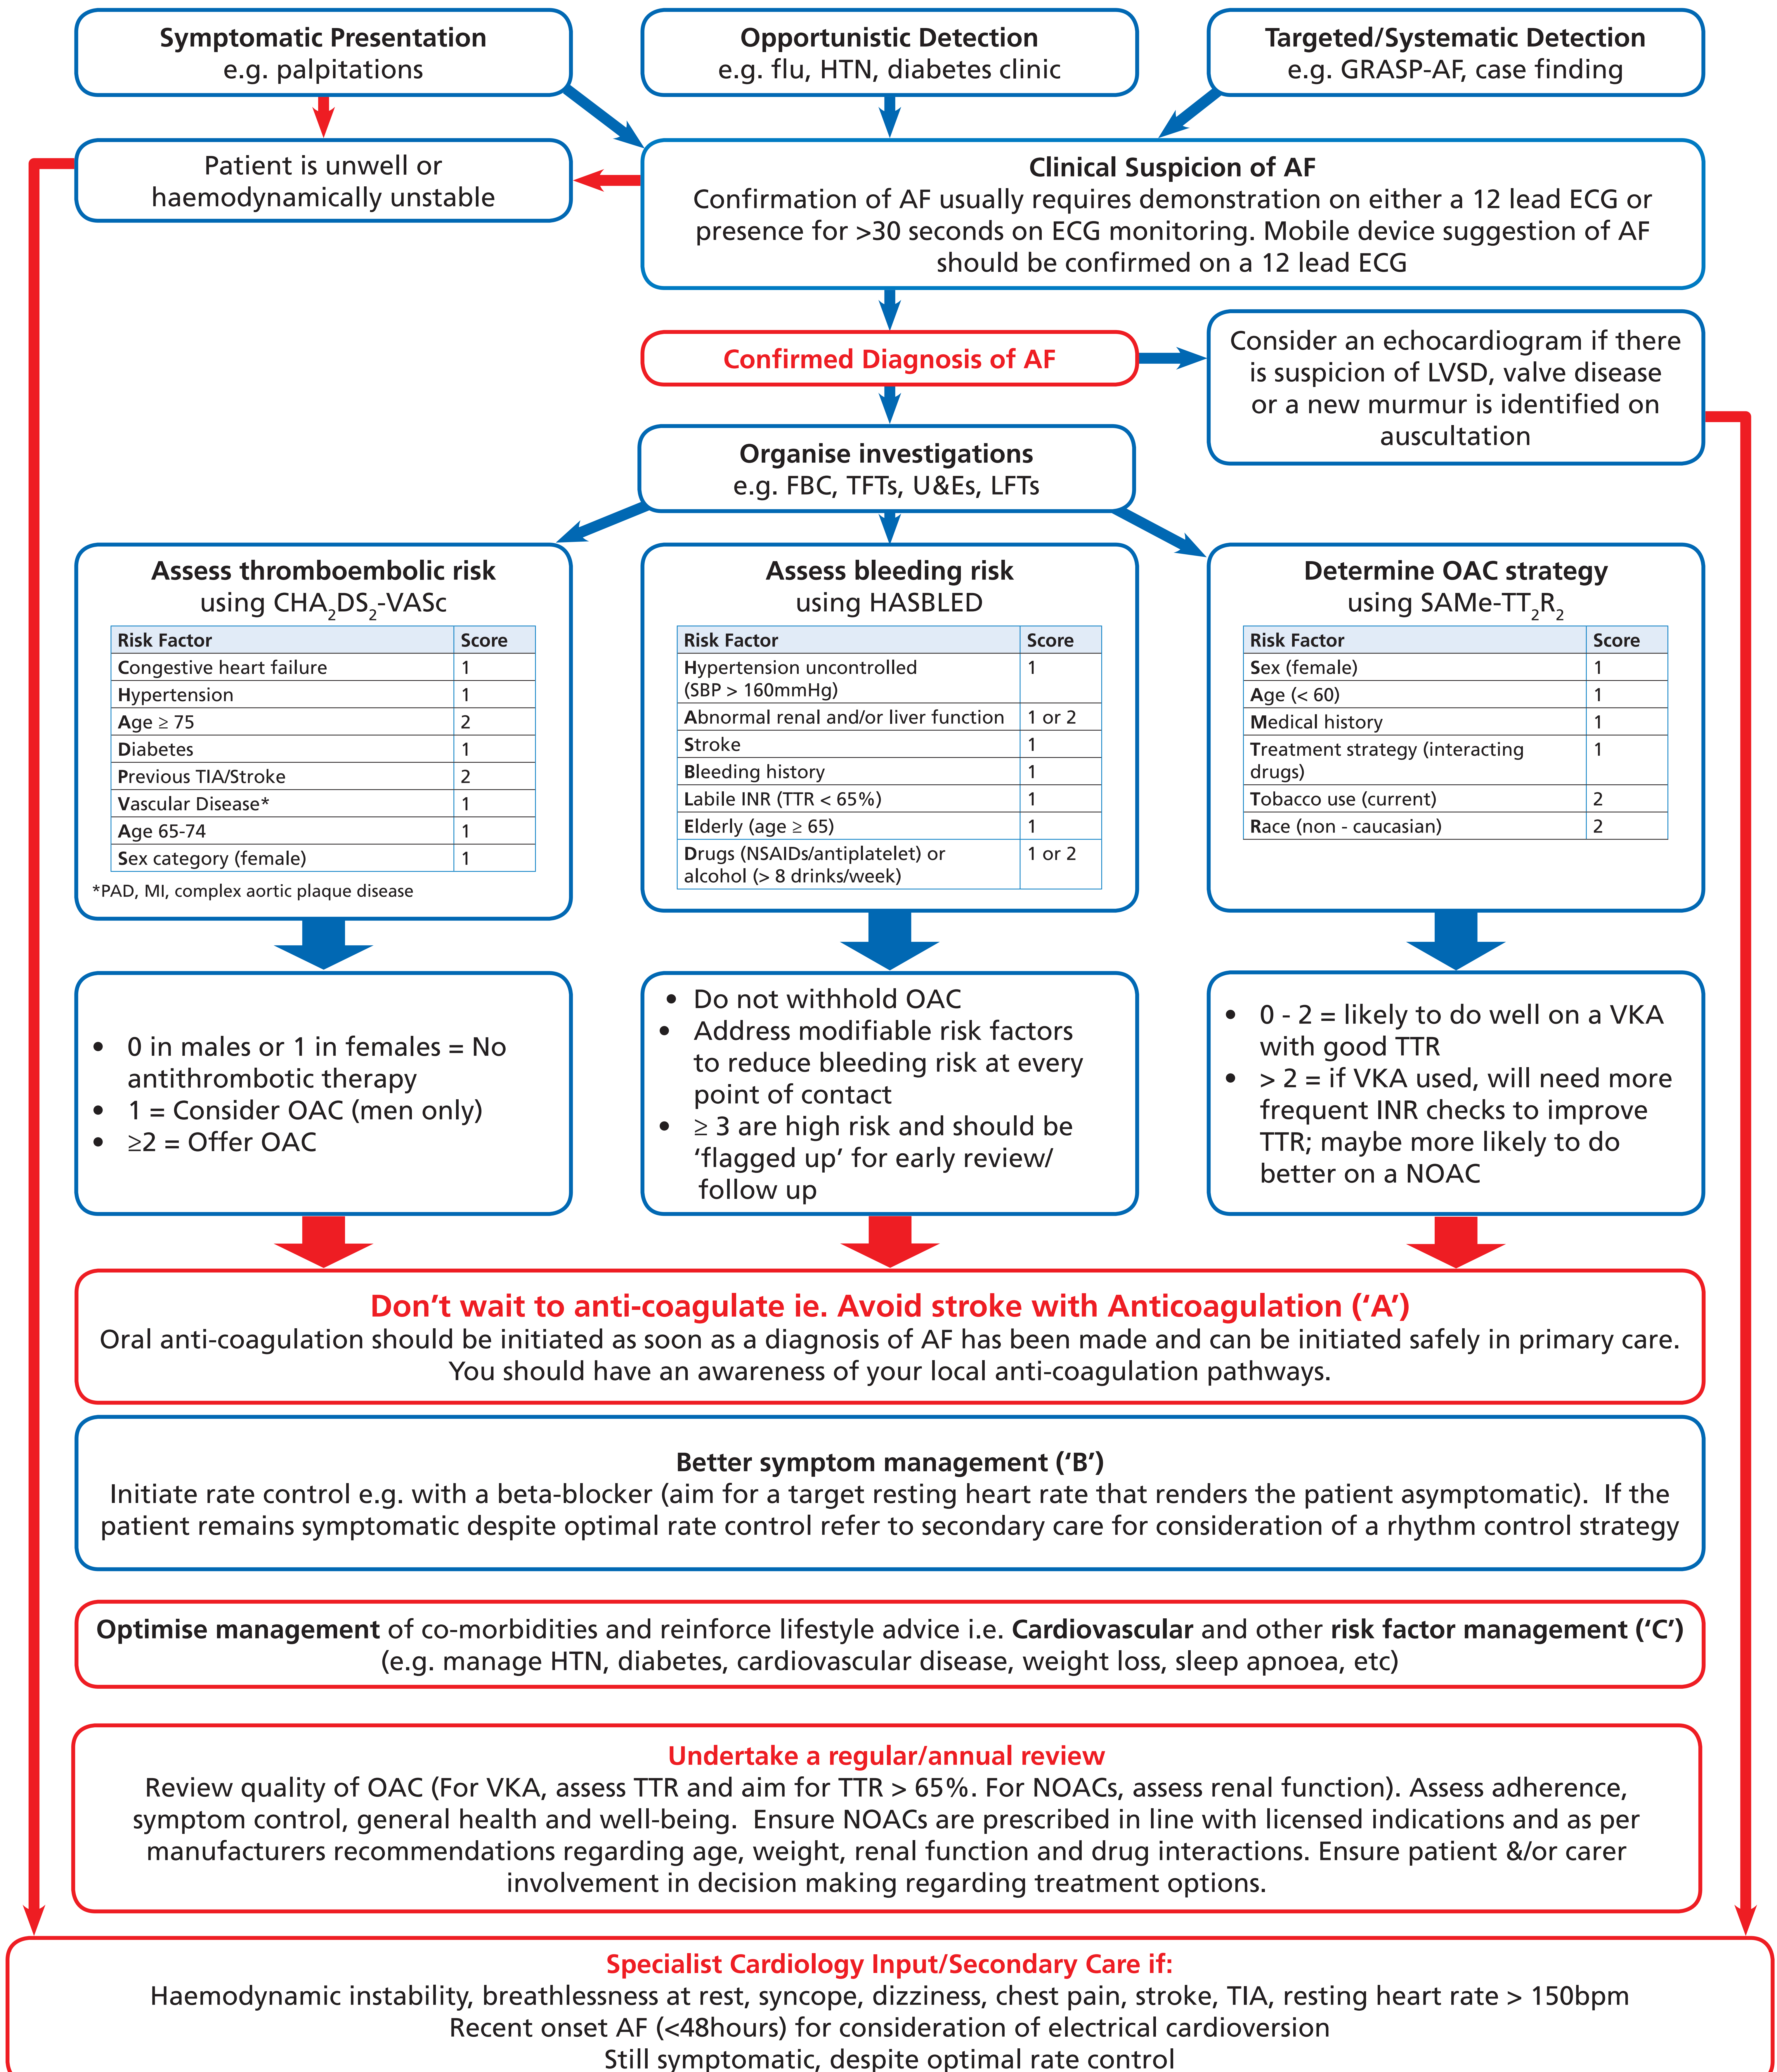 Symptomatic Presentation
e.g. palpitations
Opportunistic Detection
e.g. flu, HTN, diabetes clinic
Targeted/Systematic Detection
e.g. GRASP-AF, case finding
Patient is unwell or
haemodynamically unstable
Clinical Suspicion of AF
Confirmation of AF usually requires demonstration on either a 12 lead ECG or
presence for >30 seconds on ECG monitoring. Mobile device suggestion of AF
should be confirmed on a 12 lead ECG
Confirmed Diagnosis of AF
Consider an echocardiogram if there
is suspicion of LVSD, valve disease
or a new murmur is identified on
auscultation
Organise investigations
e.g. FBC, TFTs, U&Es, LFTs
Assess thromboembolic risk
using CHA2DS2-VASc
Risk Factor Score
Congestive heart failure 1
Hypertension 1
Age ≥ 75 2
Diabetes 1
Previous TIA/Stroke 2
Vascular Disease* 1
Age 65-74 1
Sex category (female) 1
*PAD, MI, complex aortic plaque disease
Assess bleeding risk
using HASBLED
Risk Factor Score
Hypertension uncontrolled 1
(SBP > 160mmHg)
Abnormal renal and/or liver function 1 or 2
Stroke 1
Bleeding history 1
Labile INR (TTR < 65%) 1
Elderly (age ≥ 65) 1
Drugs (NSAIDs/antiplatelet) or 1 or 2
alcohol (> 8 drinks/week)
Determine OAC strategy
using SAMe-TT2R2
Risk Factor Score
Sex (female) 1
Age (< 60) 1
Medical history 1
Treatment strategy (interacting 1
drugs)
Tobacco use (current) 2
Race (non - caucasian) 2
• 0 in males or 1 in females = No
antithrombotic therapy
• 1 = Consider OAC (men only)
• ≥2 = Offer OAC
• Do not withhold OAC
• Address modifiable risk factors
to reduce bleeding risk at every
point of contact
• ≥ 3 are high risk and should be
‘flagged up’ for early review/
follow up
• 0 - 2 = likely to do well on a VKA
with good TTR
• > 2 = if VKA used, will need more
frequent INR checks to improve
TTR; maybe more likely to do
better on a NOAC
Don’t wait to anti-coagulate ie. Avoid stroke with Anticoagulation (‘A’)
Oral anti-coagulation should be initiated as soon as a diagnosis of AF has been made and can be initiated safely in primary care.
You should have an awareness of your local anti-coagulation pathways.
Better symptom management (‘B’)
Initiate rate control e.g. with a beta-blocker (aim for a target resting heart rate that renders the patient asymptomatic). If the
patient remains symptomatic despite optimal rate control refer to secondary care for consideration of a rhythm control strategy
Optimise management of co-morbidities and reinforce lifestyle advice i.e. Cardiovascular and other risk factor management (‘C’)
(e.g. manage HTN, diabetes, cardiovascular disease, weight loss, sleep apnoea, etc)
Undertake a regular/annual review
Review quality of OAC (For VKA, assess TTR and aim for TTR > 65%. For NOACs, assess renal function). Assess adherence,
symptom control, general health and well-being. Ensure NOACs are prescribed in line with licensed indications and as per
manufacturers recommendations regarding age, weight, renal function and drug interactions. Ensure patient &/or carer
involvement in decision making regarding treatment options.
Specialist Cardiology Input/Secondary Care if:
Haemodynamic instability, breathlessness at rest, syncope, dizziness, chest pain, stroke, TIA, resting heart rate > 150bpm
Recent onset AF (<48hours) for consideration of electrical cardioversion
Still symptomatic, despite optimal rate control